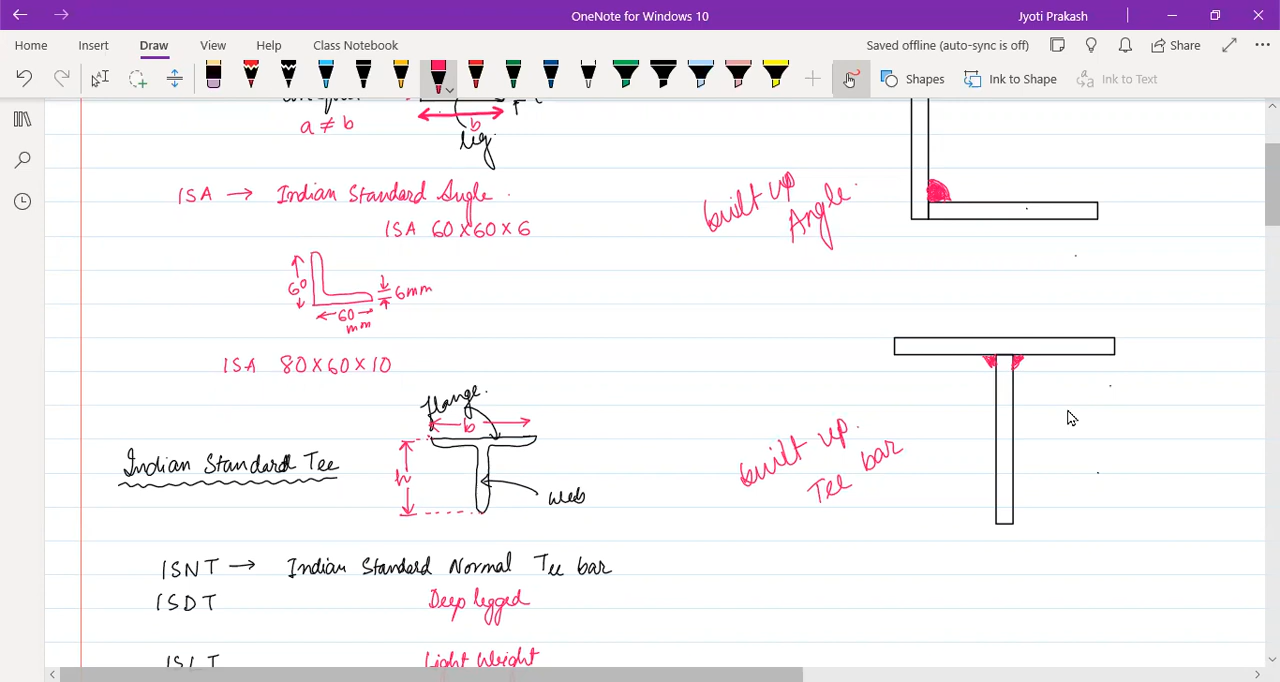 OneNote for Windows 10
Jyoti Prakash
Home Insert Draw View Help Class Notebook
Saved offline (auto-sync is off) Share
Shapes Ink to Shape Ink to Text
a ≠ b
b
leg
ISA → Indian Standard Angle.
ISA 60×60×6
60
6mm
60
mm
ISA 80×60×10
built up
Angle
flange.
b
Indian Standard Tee
h
web
built up
Tee bar
ISNT → Indian Standard Normal Tee bar
ISDT Deep legged
ISLT Light Weight